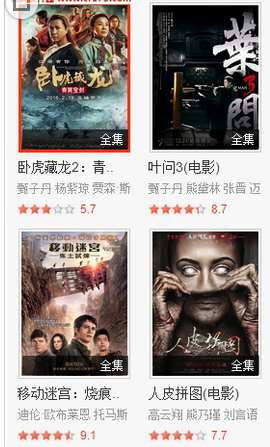 卧虎藏龙
青冥宝剑
2016.2.19
全集
葉
問
3
IP MAN 3
全集
卧虎藏龙2：青..
叶问3(电影)
甄子丹 杨紫琼 贾森·斯
甄子丹 熊黛林 张晋 迈
5.7
8.7
移動迷宮
焦土試煉
全集
人皮拼图
全集
移动迷宫：烧痕..
人皮拼图(电影)
迪伦·欧布莱恩 托马斯
高云翔 熊乃瑾 刘言语
9.1
7.7